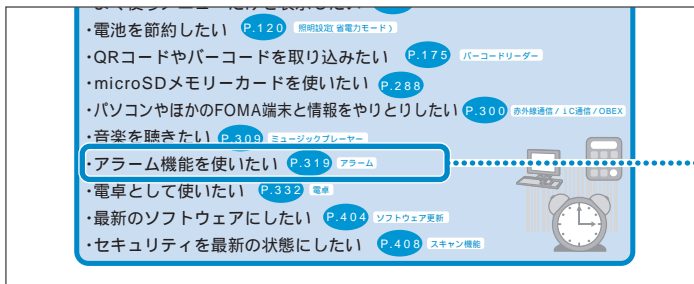 ・電池を節約したい P.120 照明設定(省電力モード)
・QRコードやバーコードを取り込みたい P.175 バーコードリーダー
・microSDメモリーカードを使いたい P.288
・パソコンやほかのFOMA端末と情報をやりとりしたい P.300 赤外線通信/iC通信/OBEX
・音楽を聴きたい P.309 ミュージックプレーヤー
・アラーム機能を使いたい P.319 アラーム
・電卓として使いたい P.332 電卓
・最新のソフトウェアにしたい P.404 ソフトウェア更新
・セキュリティを最新の状態にしたい P.408 スキャン機能